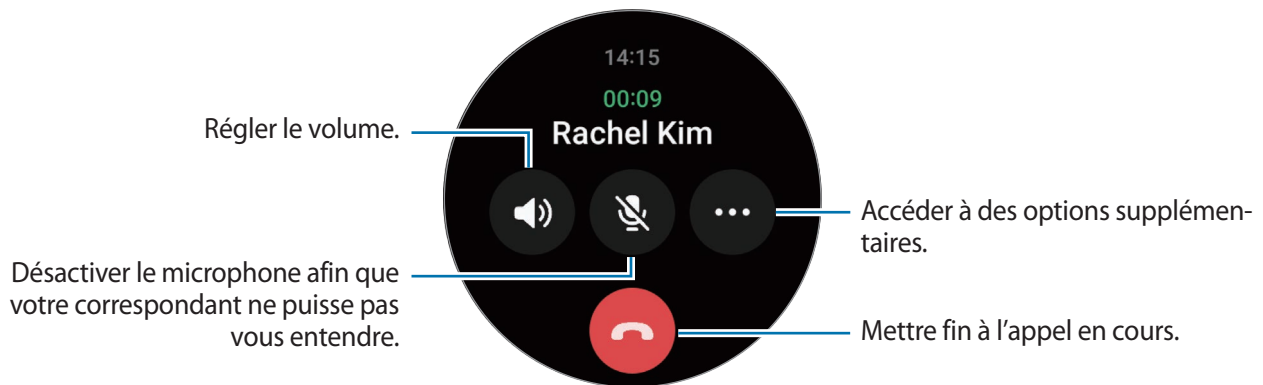 14:15
00:09
Rachel Kim
Régler le volume.
Désactiver le microphone afin que
votre correspondant ne puisse pas
vous entendre.
Accéder à des options supplémen-
taires.
Mettre fin à l’appel en cours.